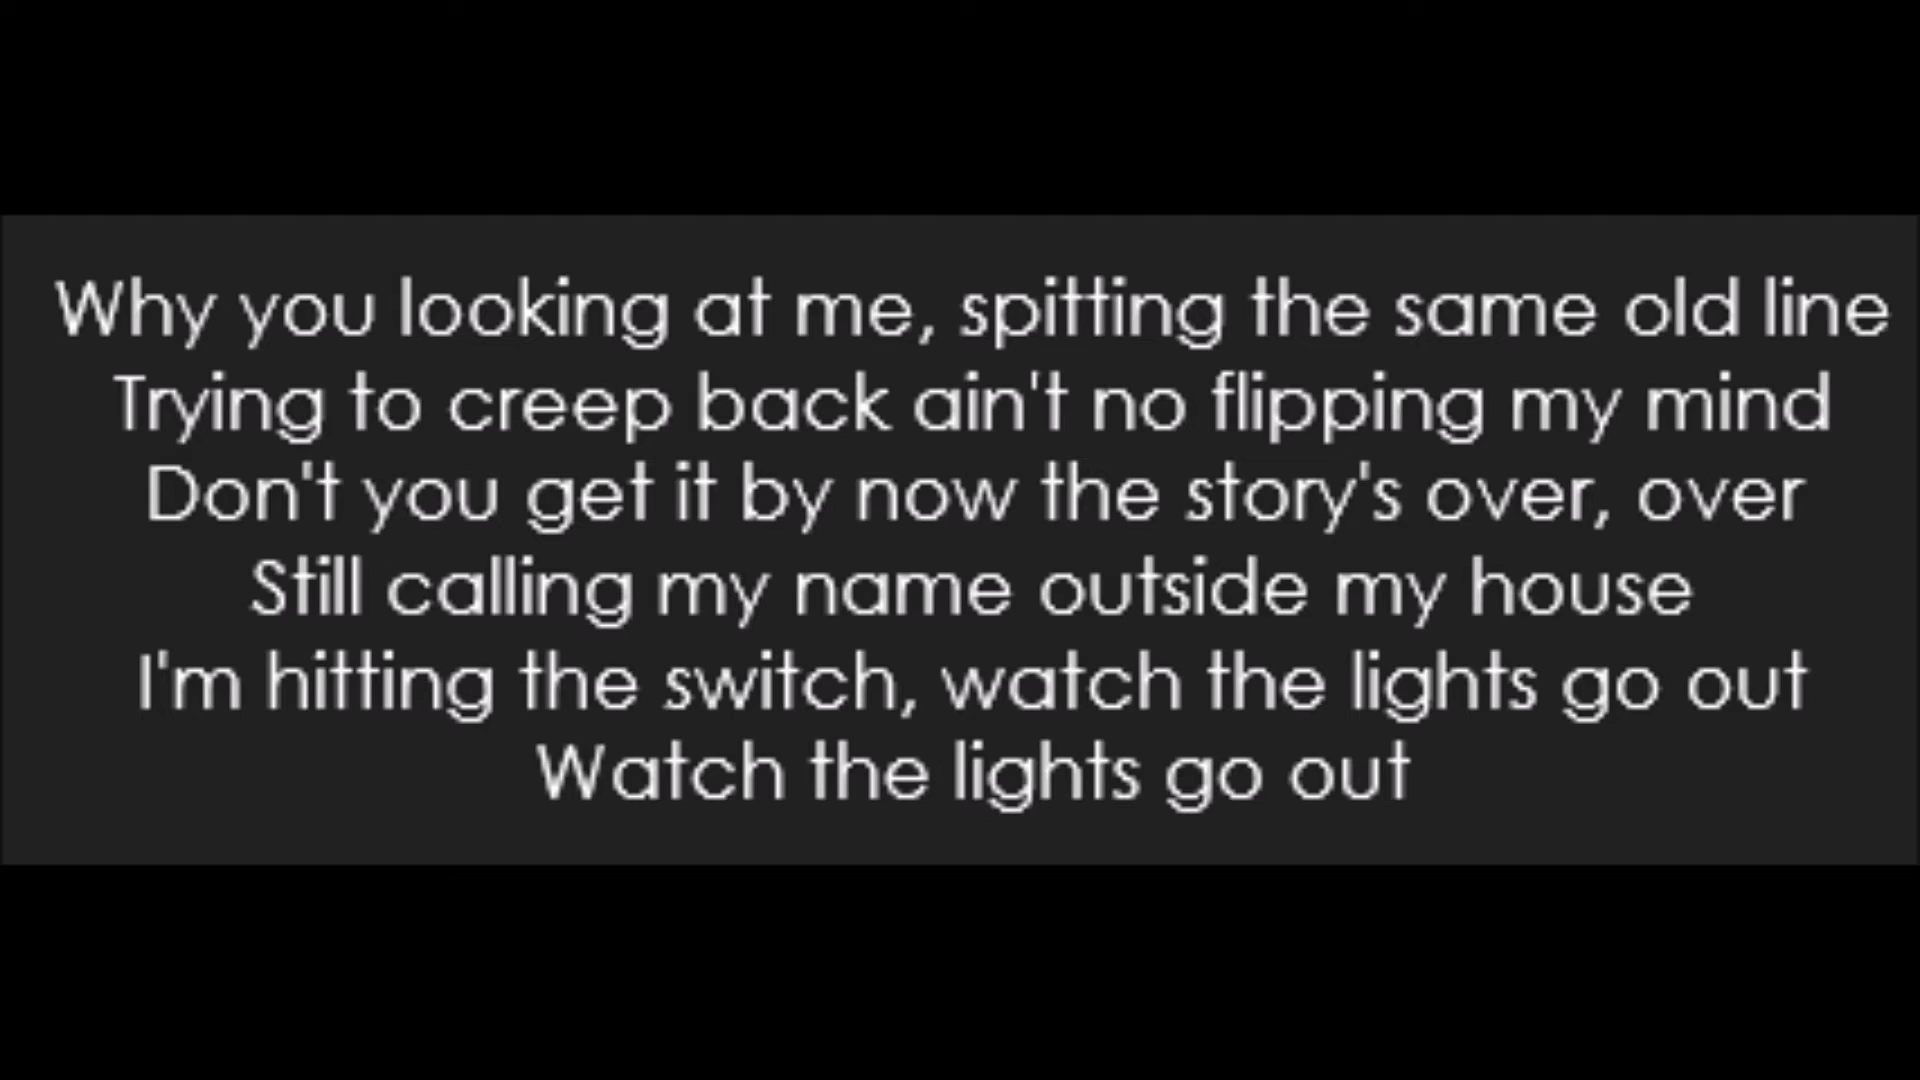 Why you looking at me, spitting the same old line
Trying to creep back ain't no flipping my mind
Don't you get it by now the story's over, over
Still calling my name outside my house
I'm hitting the switch, watch the lights go out
Watch the lights go out